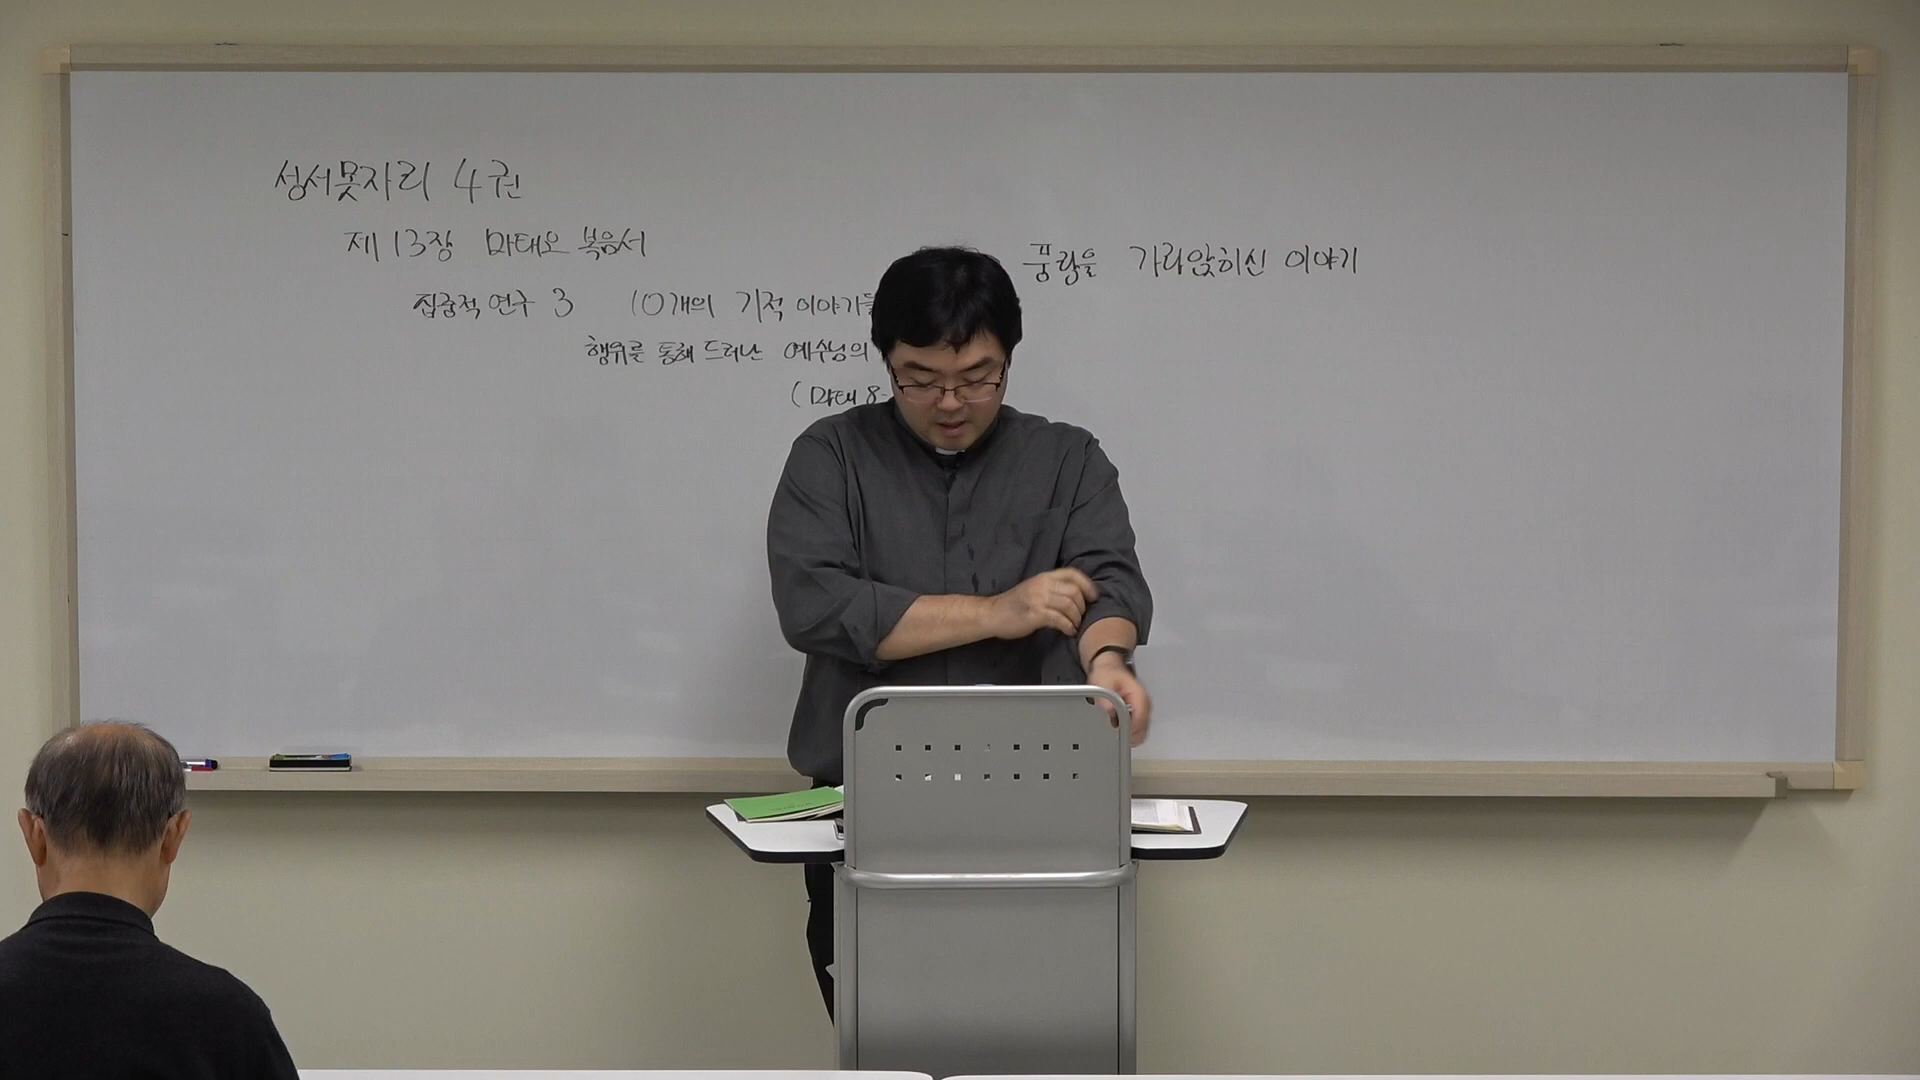 성서못자리 4권
제13장 마태오 복음서
집중적 연구 3 10개의 기적 이야기들
행위를 통해 드러난 예수님의
(마태 8-
풍랑을 가라앉히신 이야기